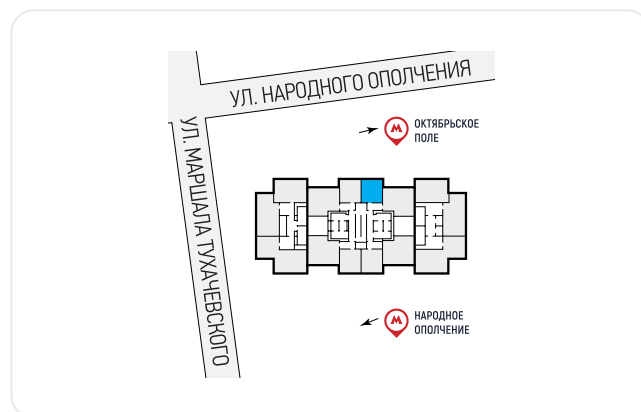 УЛ. НАРОДНОГО ОПОЛЧЕНИЯ
УЛ. МАРШАЛА ТУХАЧЕВСКОГО
М
ОКТЯБРЬСКОЕ
ПОЛЕ
М
НАРОДНОЕ
ОПОЛЧЕНИЕ